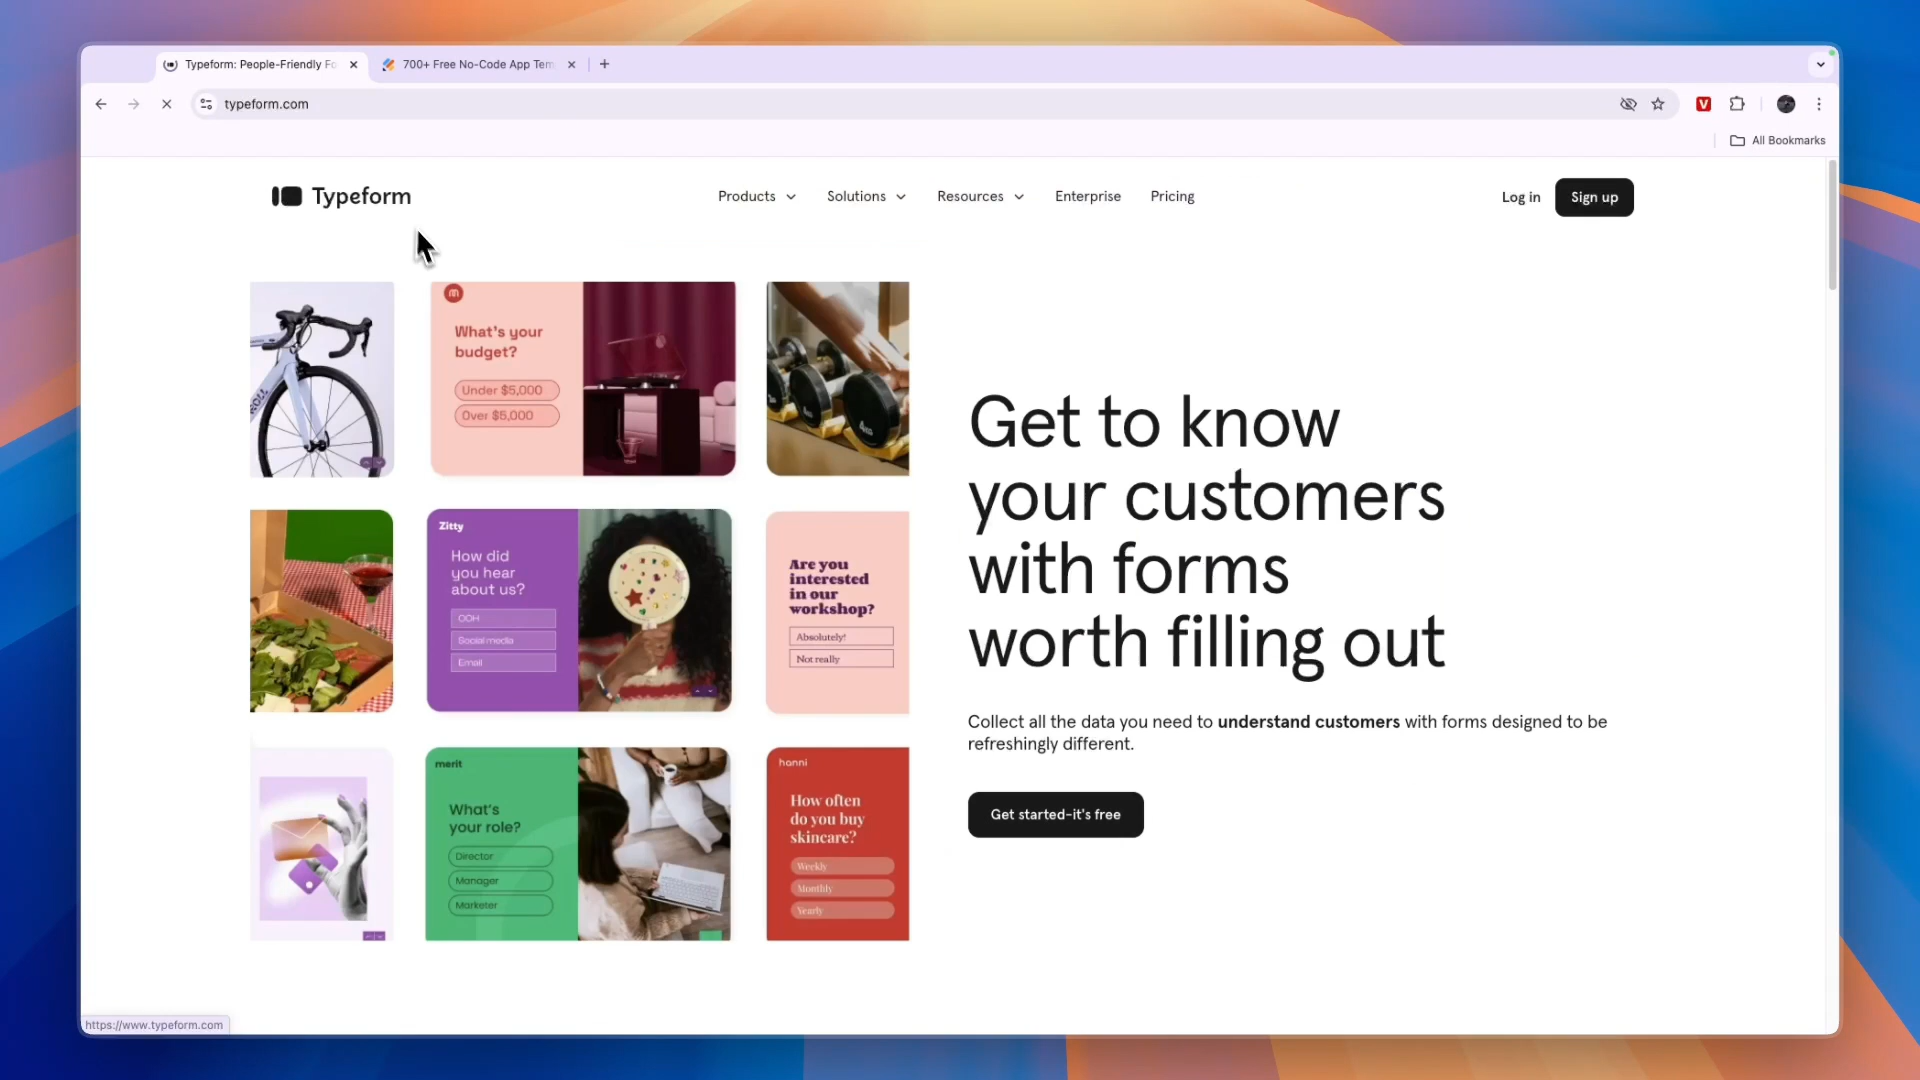 Typeform: People-Friendly Fo
700+ Free No-Code App Tem
typeform.com
All Bookmarks
Typeform
Products
Solutions
Resources
Enterprise
Pricing
Log in
Sign up
What's your
budget?
Under $5,000
Over $5,000
Zitty
How did
you hear
about us?
OOH
Social media
Email
Are you
interested
in our
workshop?
Absolutely!
Not really
merit
What's
your role?
Director
Manager
Marketer
hanni
How often
do you buy
skincare?
Weekly
Monthly
Yearly
Get to know
your customers
with forms
worth filling out
Collect all the data you need to understand customers with forms designed to be
refreshingly different.
Get started-it's free
https://www.typeform.com